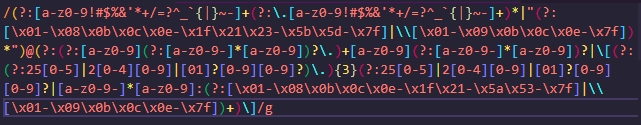 /(?:[a-z0-9!#$%&'*+/=?^_`{|}~-]+(?:\.[a-z0-9!#$%&'*+/=?^_`{|}~-]+)*|"(?:
[\x01-\x08\x0b\x0c\x0e-\x1f\x21\x23-\x5b\x5d-\x7f]|\\[\x01-\x09\x0b\x0c\x0e-\x7f])
*")@(?:(?:[a-z0-9](?:[a-z0-9-]*[a-z0-9])?\.)+[a-z0-9](?:[a-z0-9-]*[a-z0-9])?|\[(?:
(?:25[0-5]|2[0-4][0-9]|[01]?[0-9][0-9]?)\.){3}(?:25[0-5]|2[0-4][0-9]|[01]?[0-9]
[0-9]?|[a-z0-9-]*[a-z0-9]:(?:[\x01-\x08\x0b\x0c\x0e-\x1f\x21-\x5a\x53-\x7f]|\\
[\x01-\x09\x0b\x0c\x0e-\x7f])+)\]/g